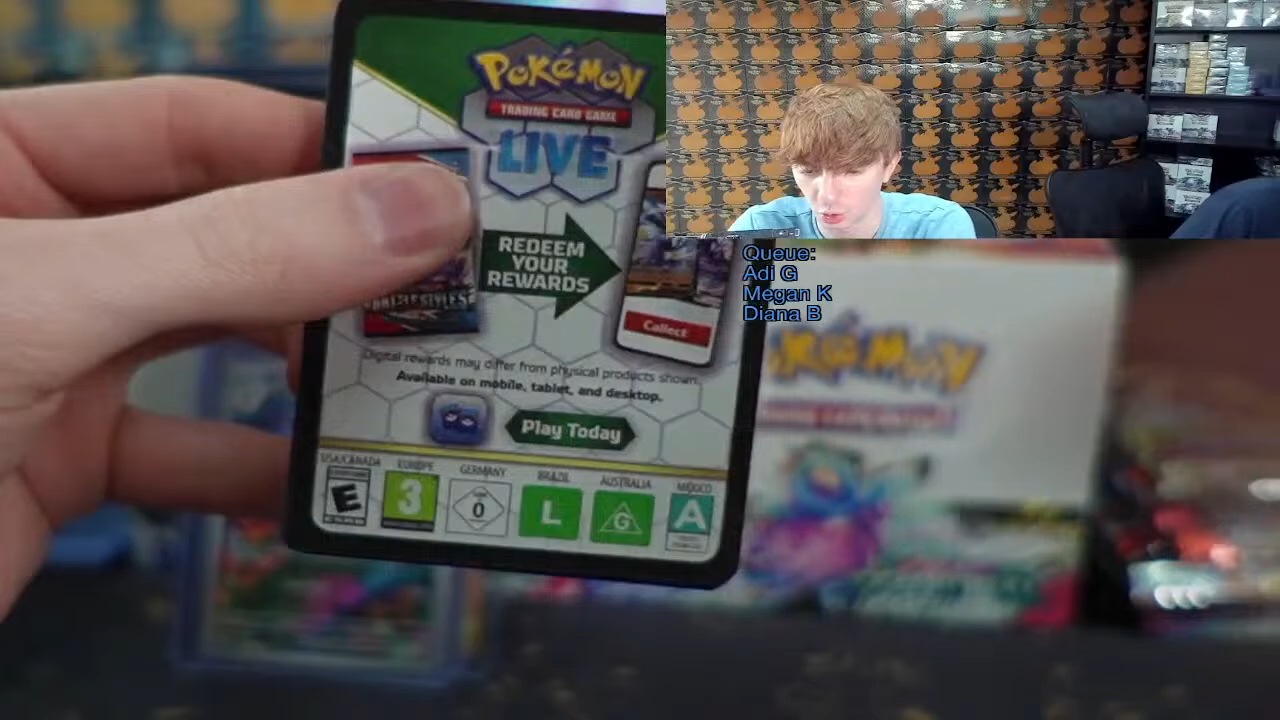 POKéMON
TRADING CARD GAME
LIVE
REDEEM
YOUR
REWARDS
Collect
Digital rewards may differ from physical products shown.
Available on mobile, tablet, and desktop.
Play Today
USA/CANADA
EUROPE
GERMANY
BRAZIL
AUSTRALIA
MEXICO
E
3
0
L
G
A
Queue:
Adi G
Megan K
Diana B
POKéMON